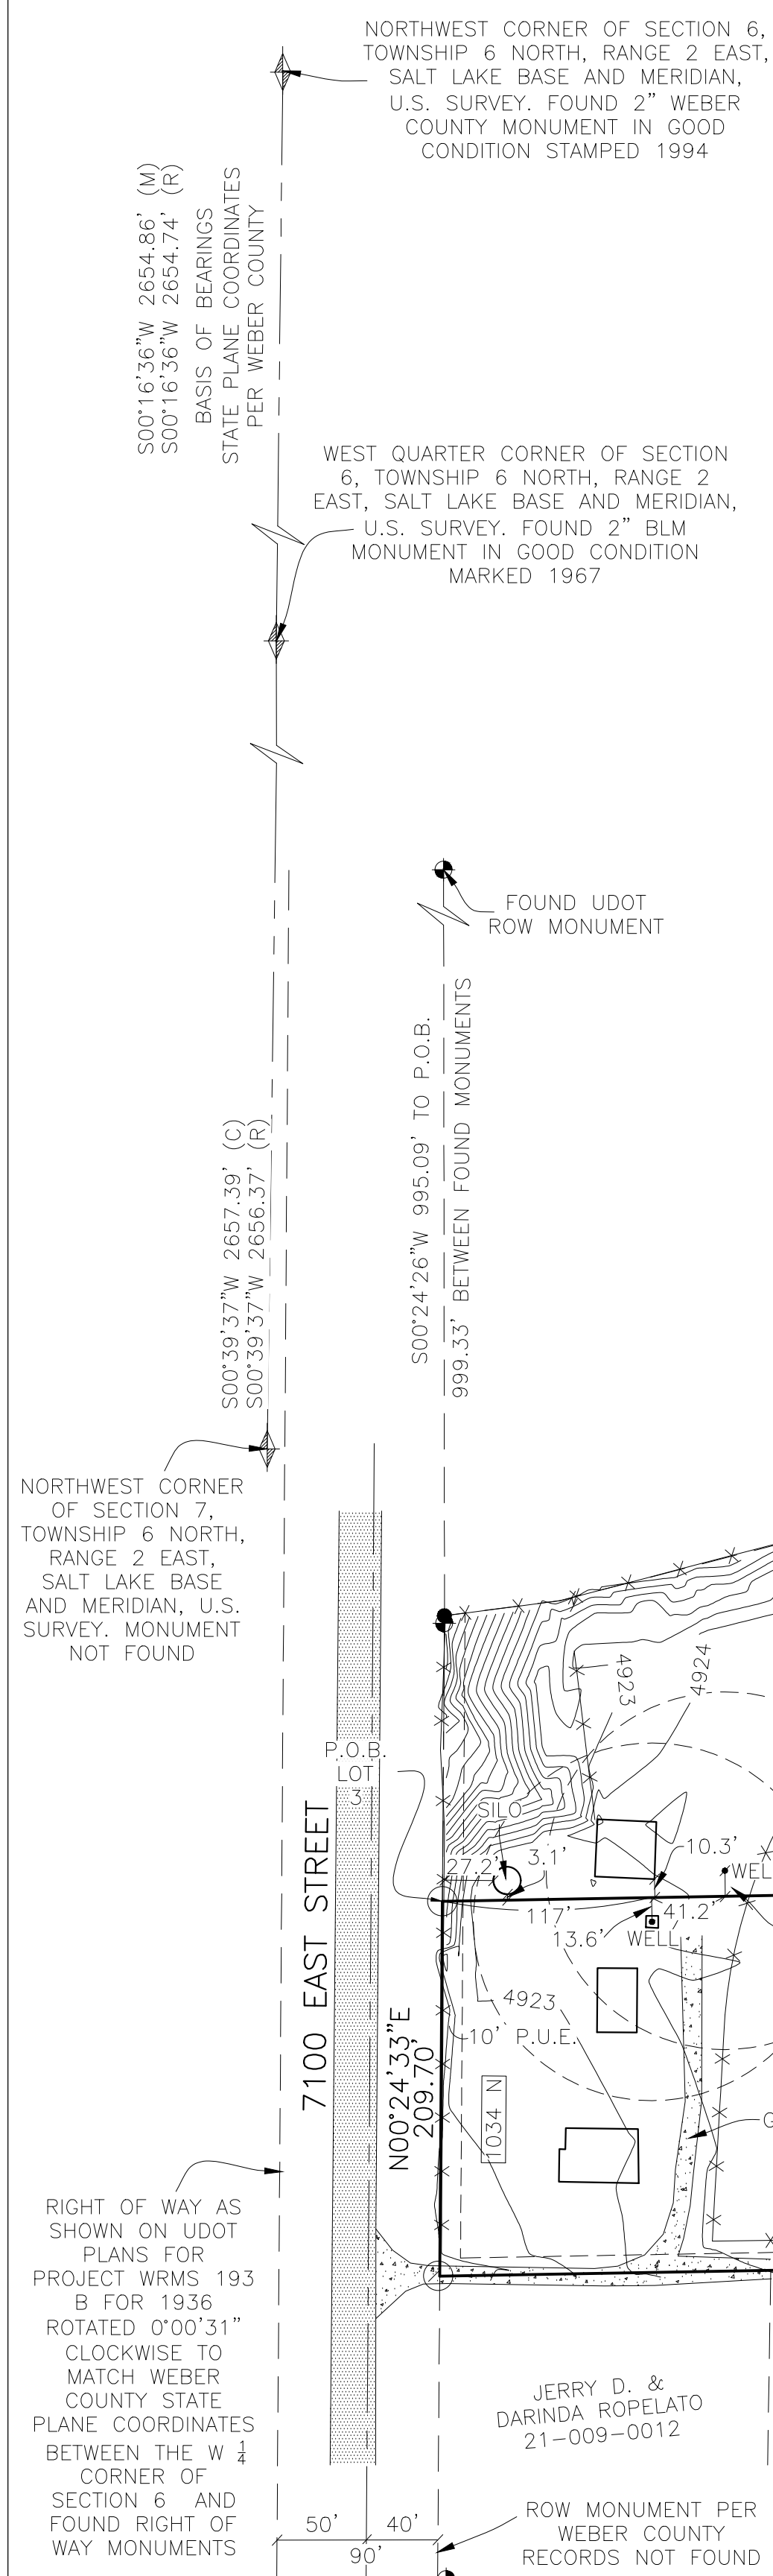 NORTHWEST CORNER OF SECTION 6,
TOWNSHIP 6 NORTH, RANGE 2 EAST,
SALT LAKE BASE AND MERIDIAN,
U.S. SURVEY. FOUND 2" WEBER
COUNTY MONUMENT IN GOOD
CONDITION STAMPED 1994
S00°16'36"W 2654.86' (M)
S00°16'36"W 2654.74' (R)
BASIS OF BEARINGS
STATE PLANE COORDINATES
PER WEBER COUNTY
WEST QUARTER CORNER OF SECTION
6, TOWNSHIP 6 NORTH, RANGE 2
EAST, SALT LAKE BASE AND MERIDIAN,
U.S. SURVEY. FOUND 2" BLM
MONUMENT IN GOOD CONDITION
MARKED 1967
FOUND UDOT
ROW MONUMENT
S00°24'26"W 995.09' TO P.O.B.
999.33' BETWEEN FOUND MONUMENTS
S00°39'37"W 2657.39' (C)
S00°39'37"W 2656.37' (R)
NORTHWEST CORNER
OF SECTION 7,
TOWNSHIP 6 NORTH,
RANGE 2 EAST,
SALT LAKE BASE
AND MERIDIAN, U.S.
SURVEY. MONUMENT
NOT FOUND
4923
4924
P.O.B.
LOT
3
SILO
27.2'
3.1'
10.3'
WEL
117'
13.6'
41.2'
WELL
7100 EAST STREET
4923
10' P.U.E.
N00°24'33"E
209.70'
1034 N
G
RIGHT OF WAY AS
SHOWN ON UDOT
PLANS FOR
PROJECT WRMS 193
B FOR 1936
ROTATED 0°00'31"
CLOCKWISE TO
MATCH WEBER
COUNTY STATE
PLANE COORDINATES
BETWEEN THE W 1/4
CORNER OF
SECTION 6 AND
FOUND RIGHT OF
WAY MONUMENTS
JERRY D. &
DARINDA ROPELATO
21-009-0012
50'
40'
90'
ROW MONUMENT PER
WEBER COUNTY
RECORDS NOT FOUND